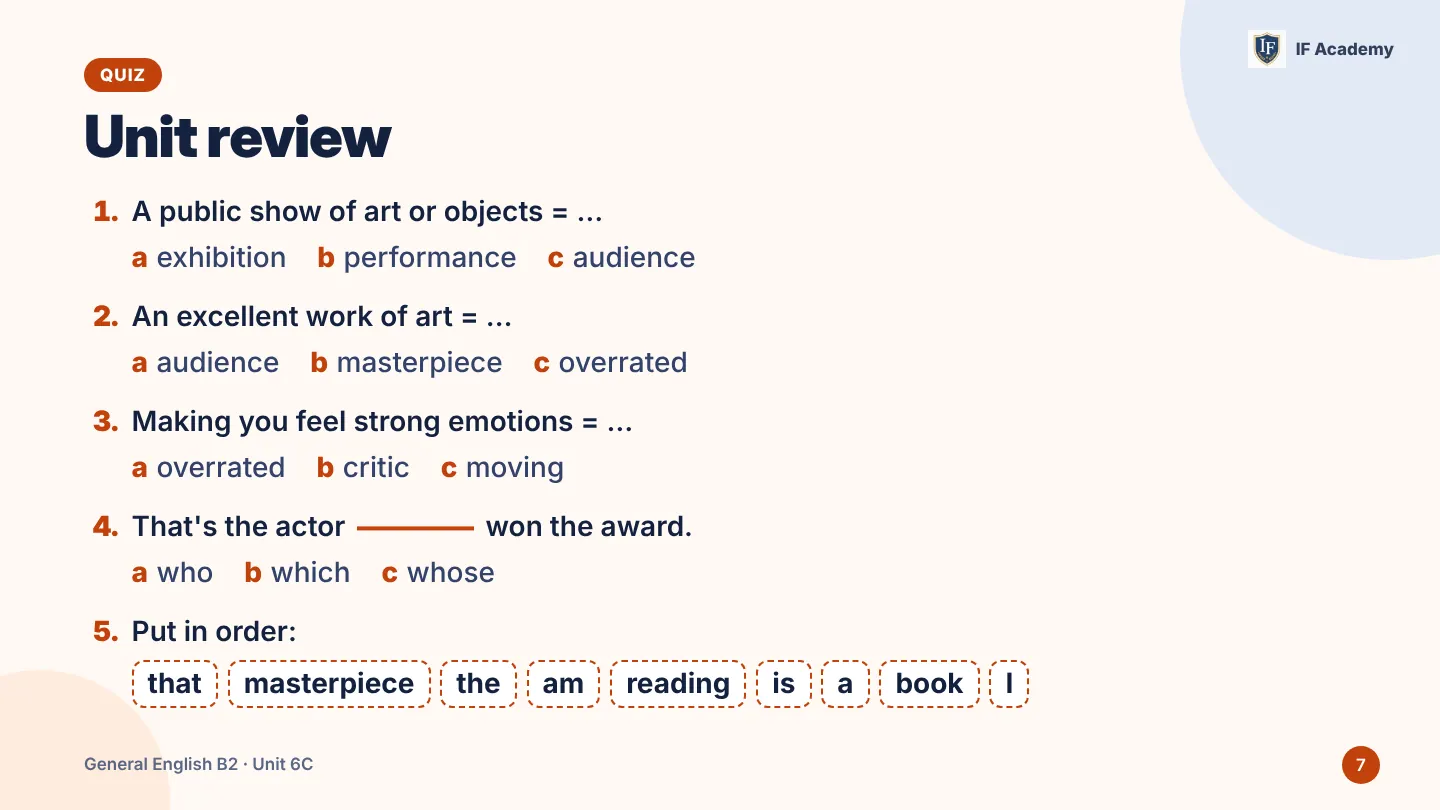 IF
IF Academy
QUIZ
Unit review
1. A public show of art or objects = ...
a exhibition b performance c audience
2. An excellent work of art = ...
a audience b masterpiece c overrated
3. Making you feel strong emotions = ...
a overrated b critic c moving
4. That's the actor ______ won the award.
a who b which c whose
5. Put in order:
that masterpiece the am reading is a book I
General English B2 · Unit 6C
7